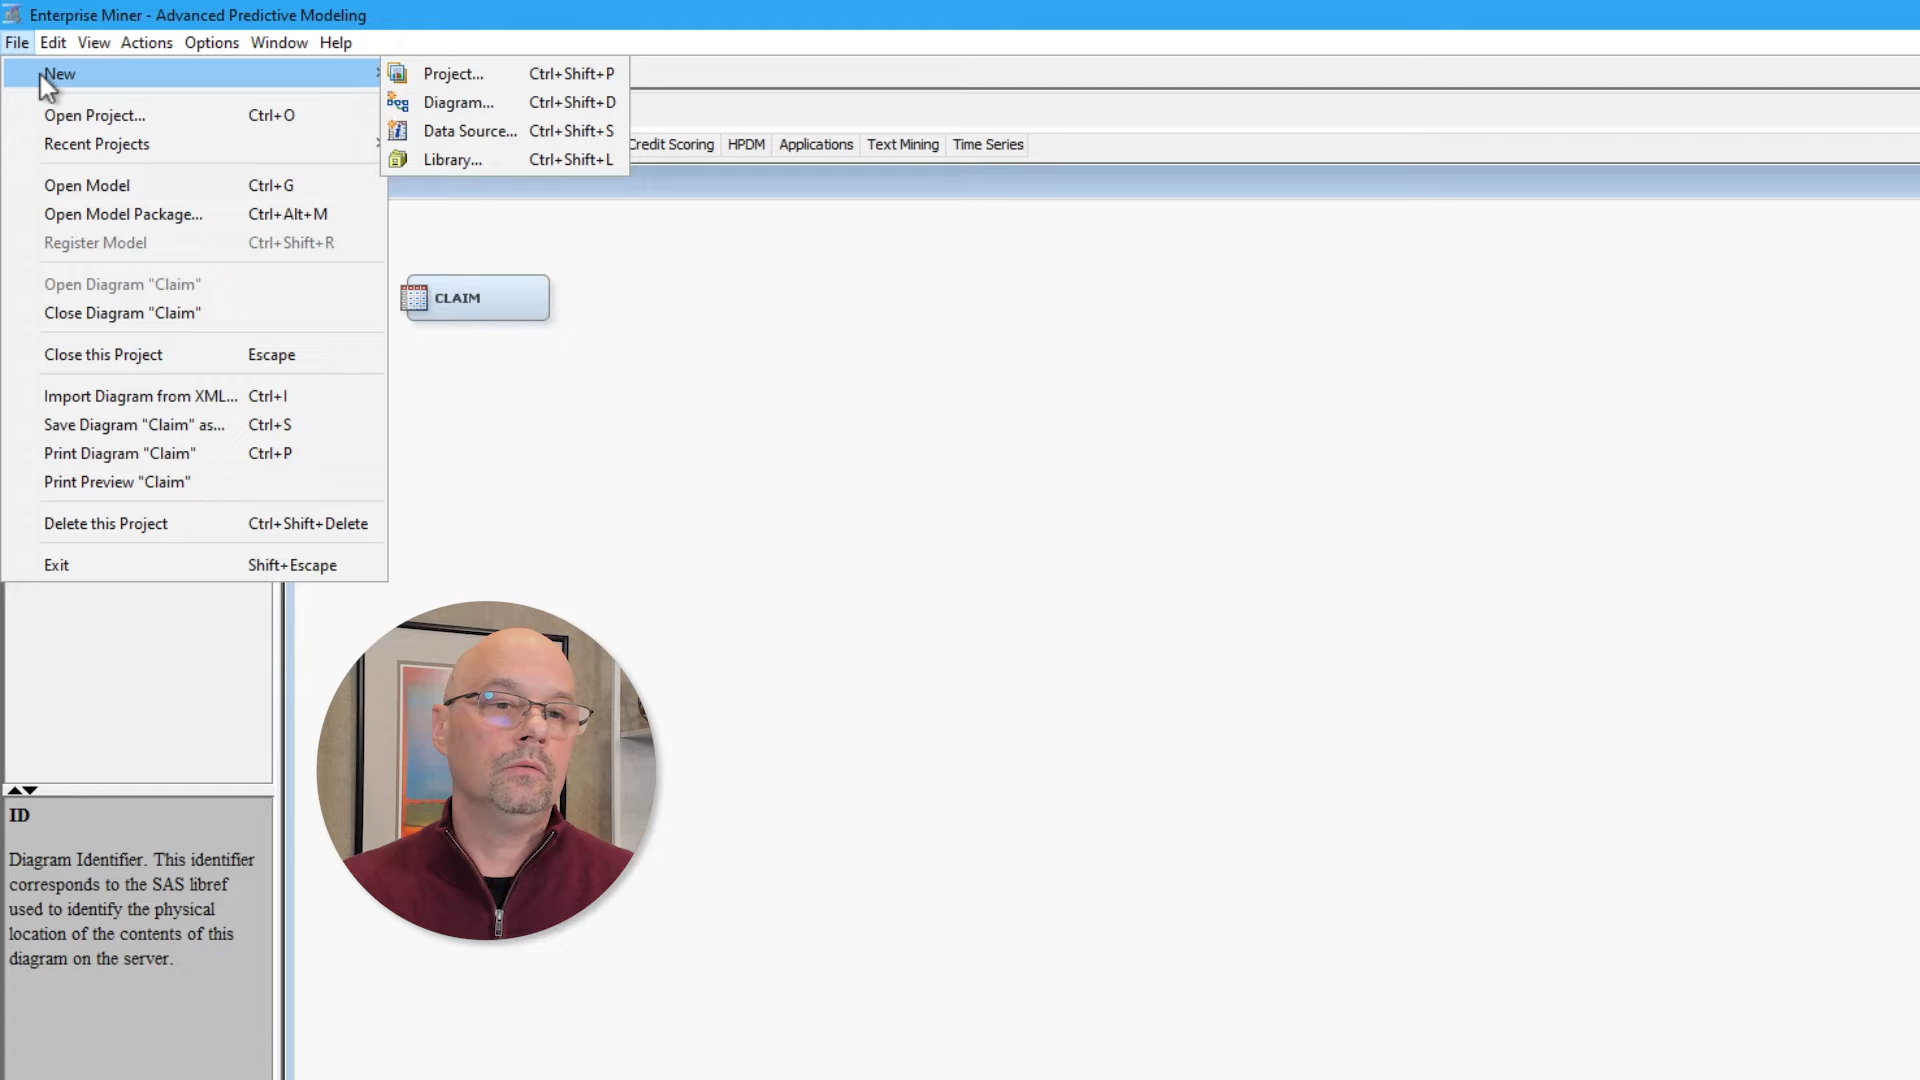 Enterprise Miner - Advanced Predictive Modeling
File Edit View Actions Options Window Help
New
Project... Ctrl+Shift+P
Diagram... Ctrl+Shift+D
Data Source... Ctrl+Shift+S
Library... Ctrl+Shift+L
Open Project... Ctrl+O
Recent Projects
Open Model Ctrl+G
Open Model Package... Ctrl+Alt+M
Register Model Ctrl+Shift+R
Open Diagram "Claim"
Close Diagram "Claim"
Close this Project Escape
Import Diagram from XML... Ctrl+I
Save Diagram "Claim" as... Ctrl+S
Print Diagram "Claim" Ctrl+P
Print Preview "Claim"
Delete this Project Ctrl+Shift+Delete
Exit Shift+Escape
Credit Scoring HPDM Applications Text Mining Time Series
CLAIM
ID
Diagram Identifier. This identifier
corresponds to the SAS libref
used to identify the physical
location of the contents of this
diagram on the server.